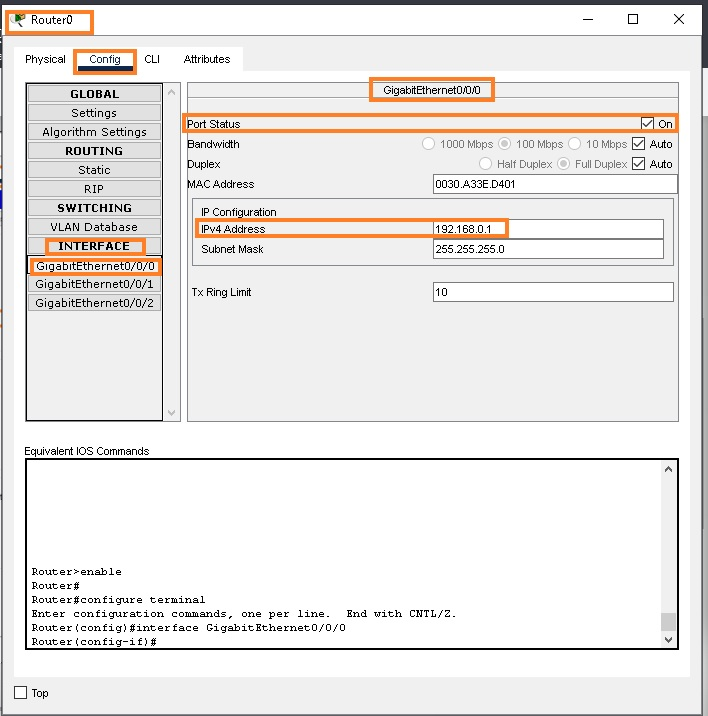 Router0
Physical Config CLI Attributes
GLOBAL
Settings
Algorithm Settings
ROUTING
Static
RIP
SWITCHING
VLAN Database
INTERFACE
GigabitEthernet0/0/0
GigabitEthernet0/0/1
GigabitEthernet0/0/2
GigabitEthernet0/0/0
Port Status On
Bandwidth 1000 Mbps 100 Mbps 10 Mbps Auto
Duplex Half Duplex Full Duplex Auto
MAC Address 0030.A33E.D401
IP Configuration
IPv4 Address 192.168.0.1
Subnet Mask 255.255.255.0
Tx Ring Limit 10
Equivalent IOS Commands
Router>enable
Router#
Router#configure terminal
Enter configuration commands, one per line. End with CNTL/Z.
Router(config)#interface GigabitEthernet0/0/0
Router(config-if)#
Top